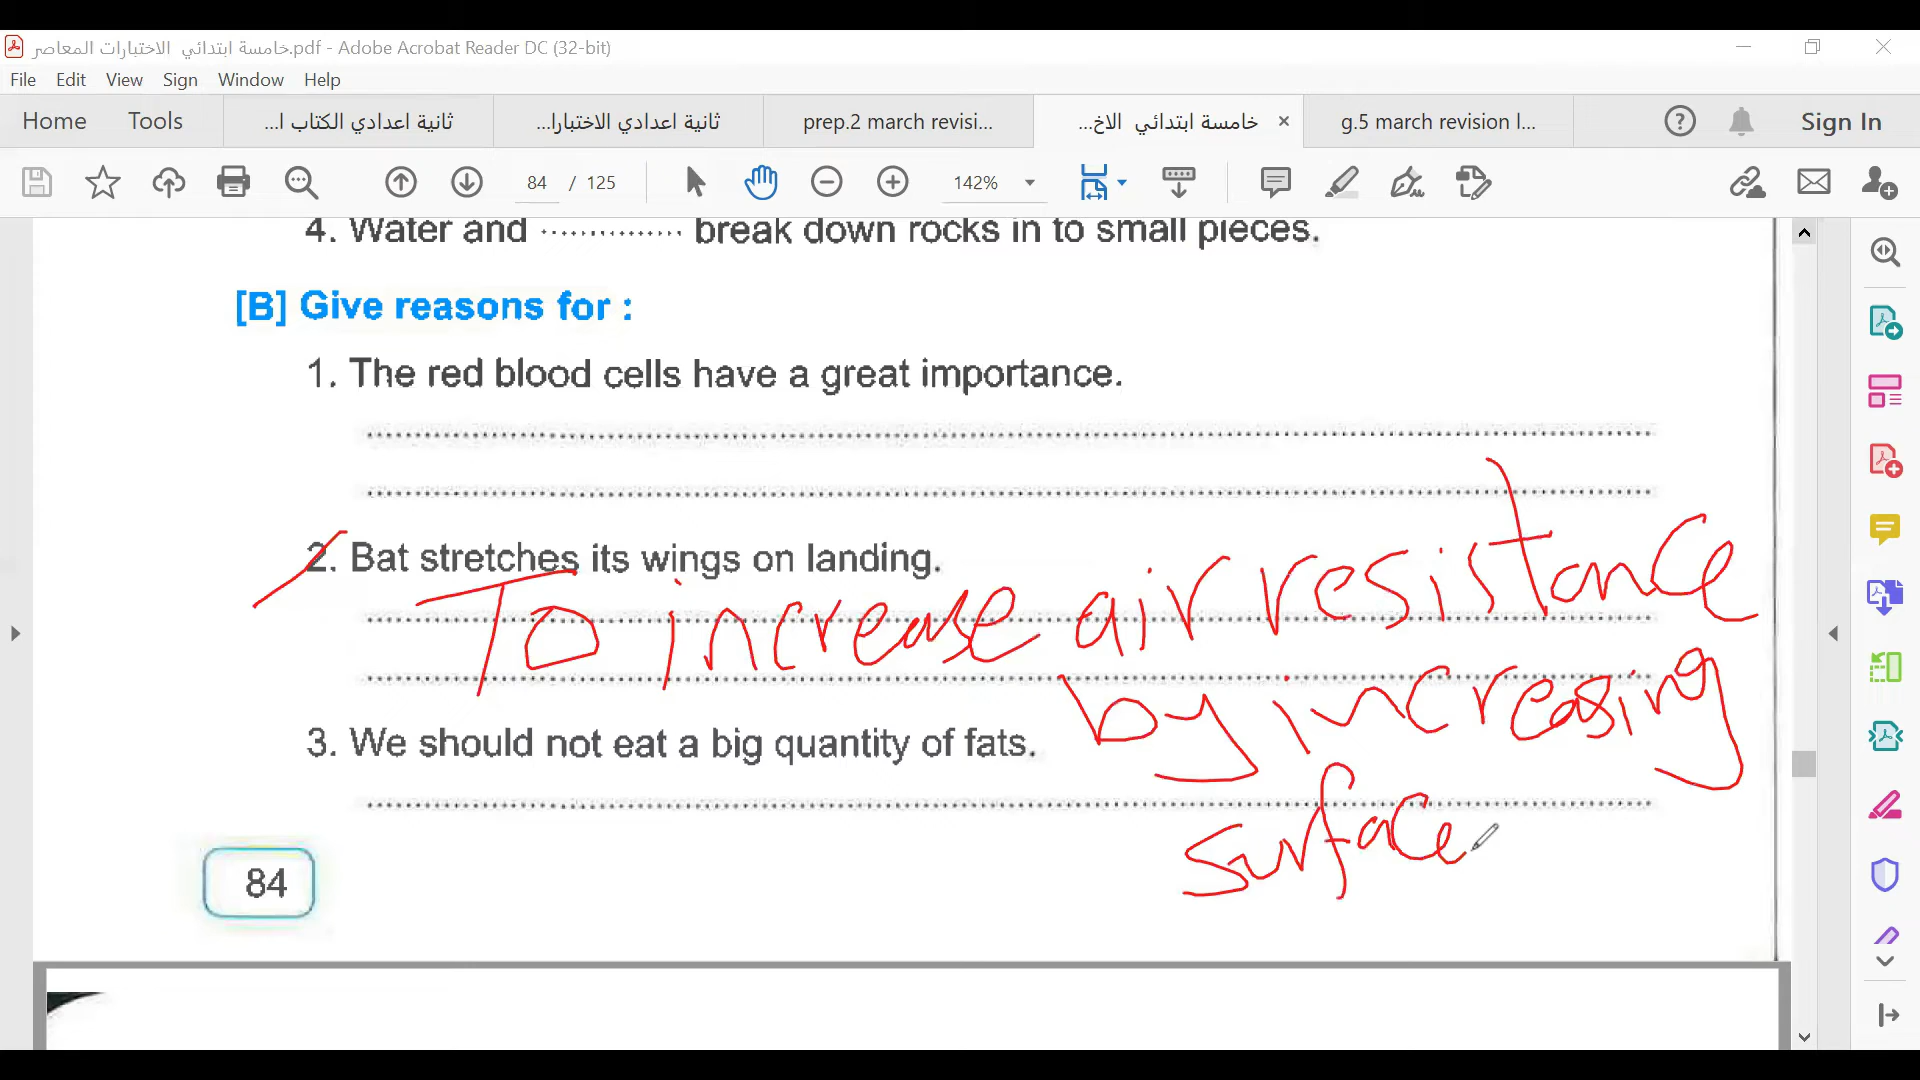 خامسة ابتدائي  الاختبارات المعاصر.pdf - Adobe Acrobat Reader DC (32-bit)
File Edit View Sign Window Help
Home Tools ثانية اعدادي الكتاب ا... ثانية اعدادي الاختبارا... prep.2 march revisi... خامسة ابتدائي  الاخ... × g.5 march revision l... Sign In
84 / 125 142%
4. Water and ............... break down rocks in to small pieces.
[B] Give reasons for :
1. The red blood cells have a great importance.
2. Bat stretches its wings on landing.
To increase air resistance
by increasing
3. We should not eat a big quantity of fats.
surface
84